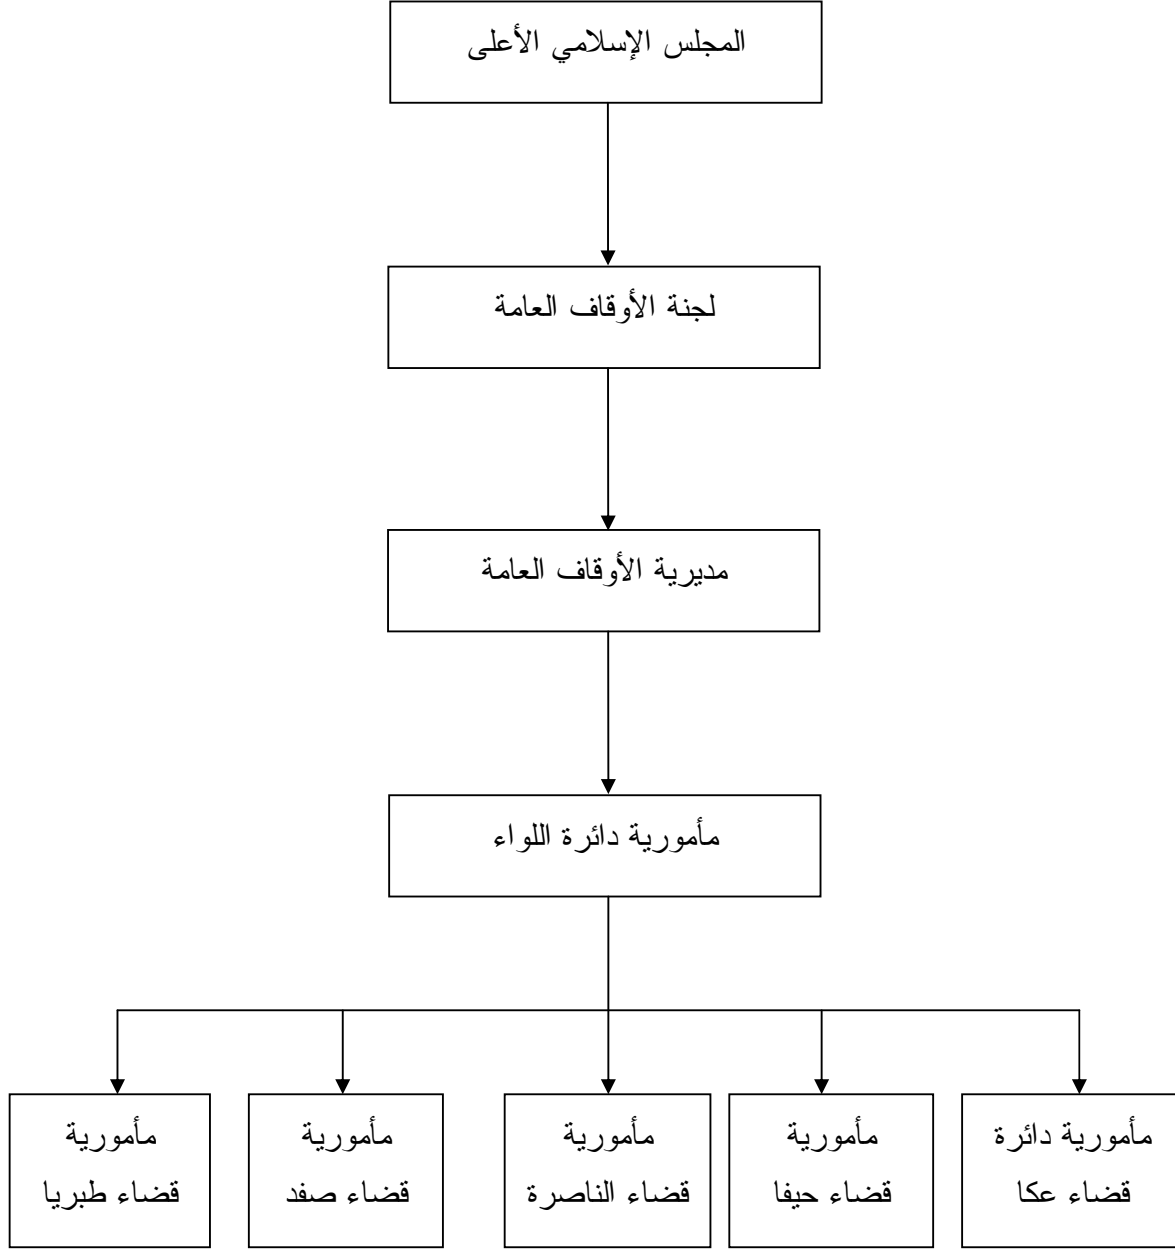 المجلس الإسلامي الأعلى
لجنة الأوقاف العامة
مديرية الأوقاف العامة
مأمورية دائرة اللواء
مأمورية دائرة
قضاء عكا
مأمورية
قضاء حيفا
مأمورية
قضاء الناصرة
مأمورية
قضاء صفد
مأمورية
قضاء طبريا